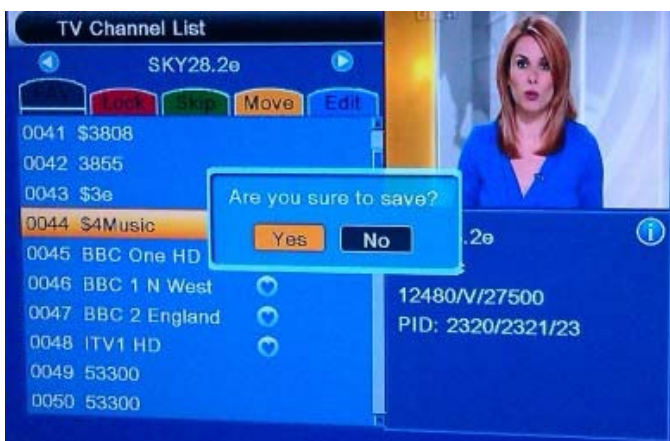 TV Channel List
SKY28.2e
FAV Lock Skip Move Edit
0041 $3808
0042 3855
0043 $3e
0044 $4Music
0045 BBC One HD
0046 BBC 1 N West
0047 BBC 2 England
0048 ITV1 HD
0049 53300
0050 53300
Are you sure to save?
Yes No
.2e
12480/V/27500
PID: 2320/2321/23